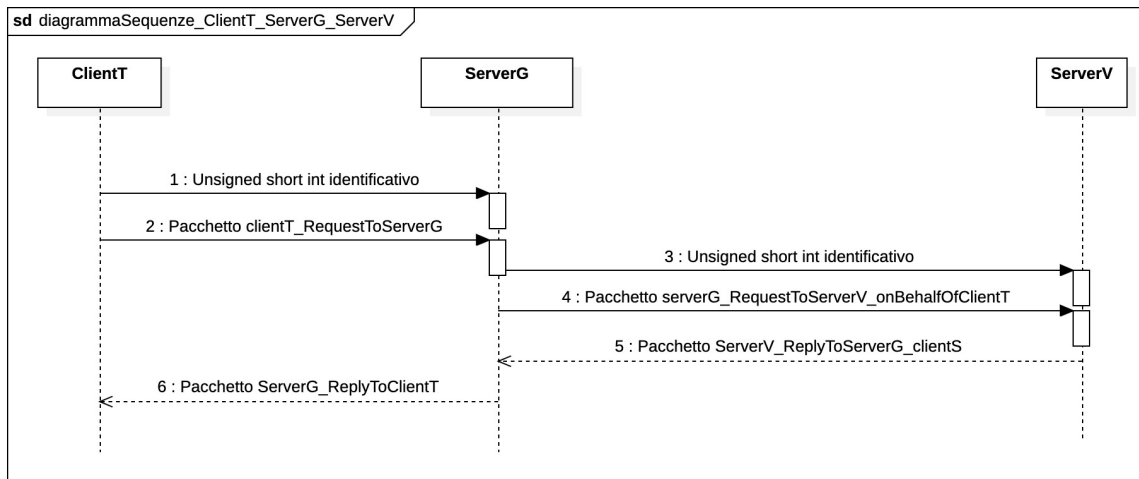 sd diagrammaSequenze_ClientT_ServerG_ServerV
ClientT
ServerG
ServerV
1 : Unsigned short int identificativo
2 : Pacchetto clientT_RequestToServerG
3 : Unsigned short int identificativo
4 : Pacchetto serverG_RequestToServerV_onBehalfOfClientT
5 : Pacchetto ServerV_ReplyToServerG_clientS
6 : Pacchetto ServerG_ReplyToClientT